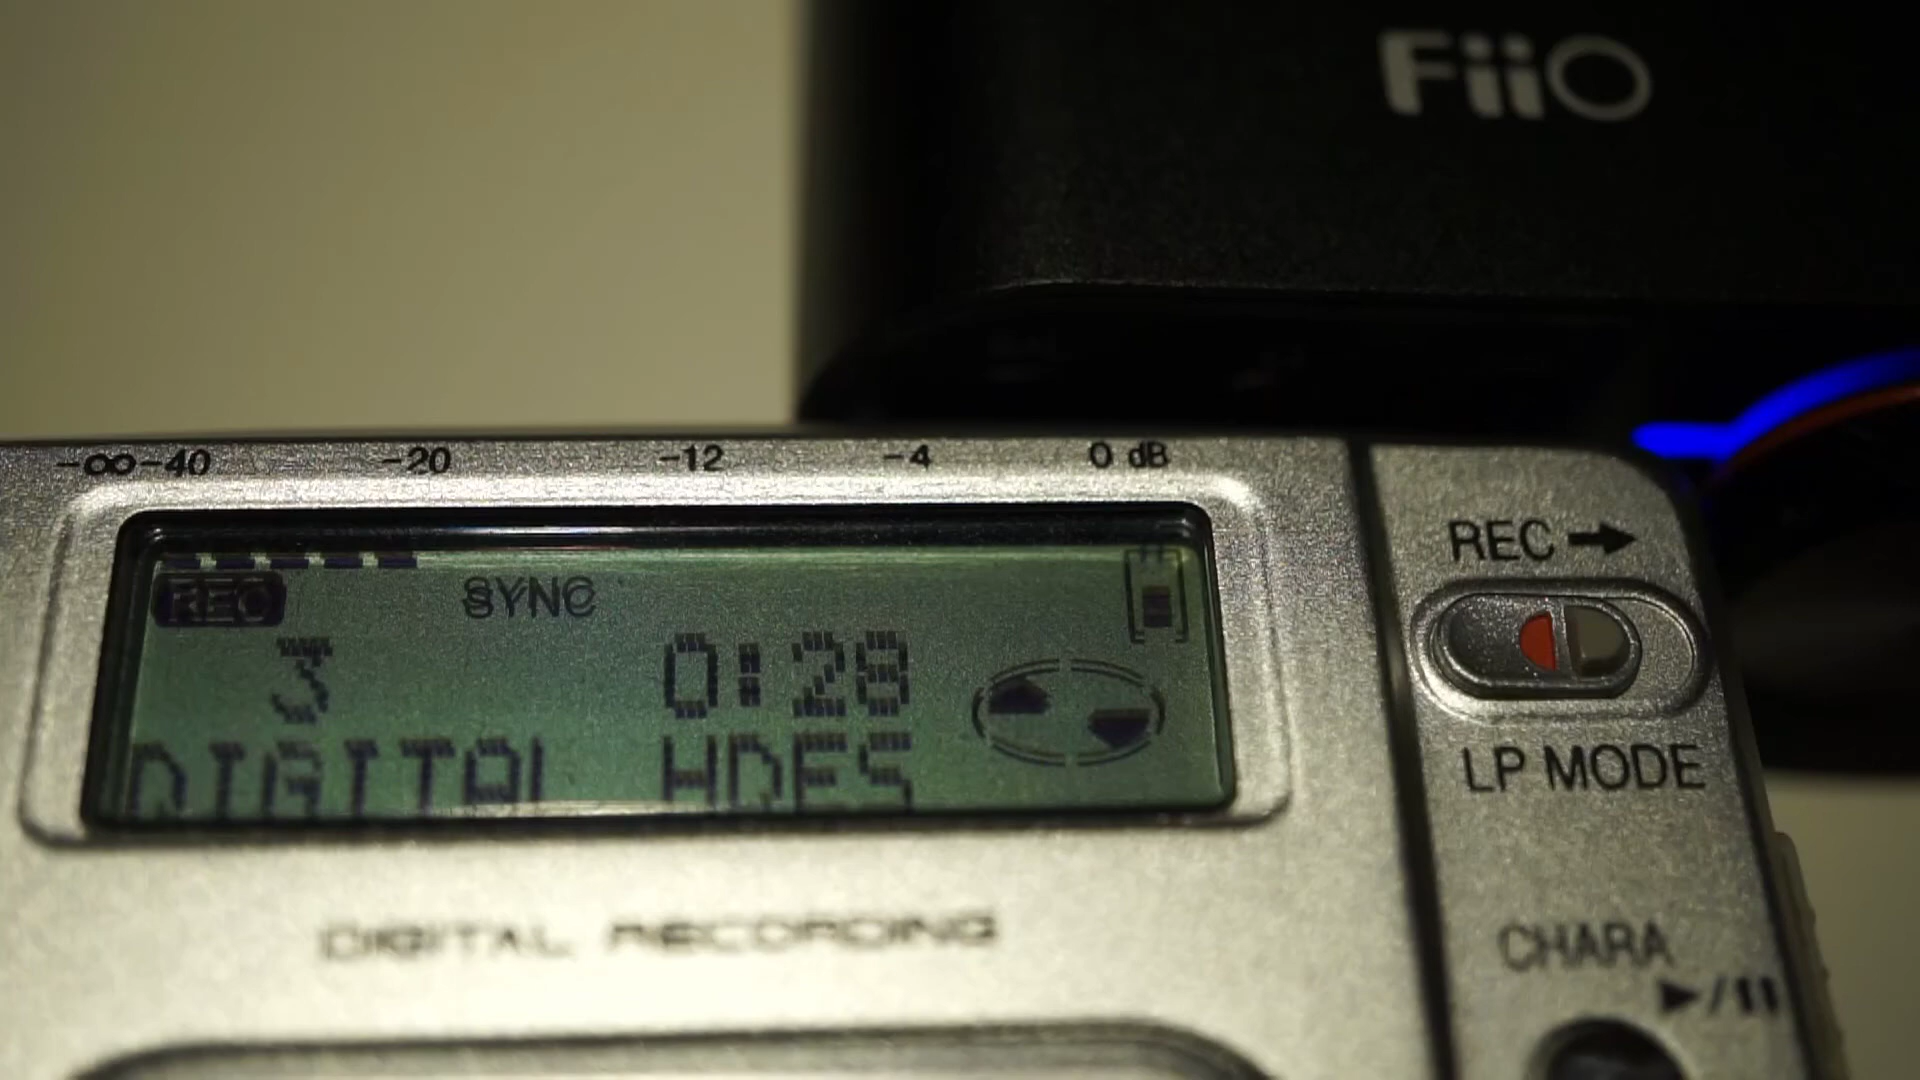 FiiO
-∞-40 -20 -12 -4 0 dB
REC SYNC
3 0:28
DIGITAL
REC →
LP MODE
DIGITAL RECORDING
CHARA
▶/II